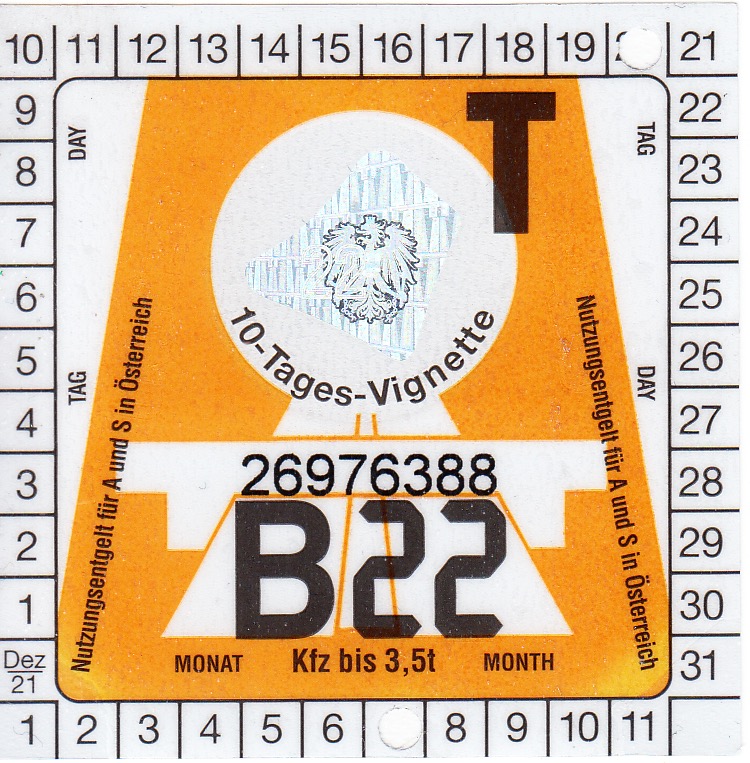 10 11 12 13 14 15 16 17 18 19 21
9 22
8 23
7 24
6 25
5 26
4 27
3 28
2 29
1 30
Dez 31
21
1 2 3 4 5 6 8 9 10 11
DAY
TAG
TAG
DAY
T
10-Tages-Vignette
Nutzungsentgelt für A und S in Österreich
Nutzungsentgelt für A und S in Österreich
26976388
B22
MONAT Kfz bis 3,5t MONTH